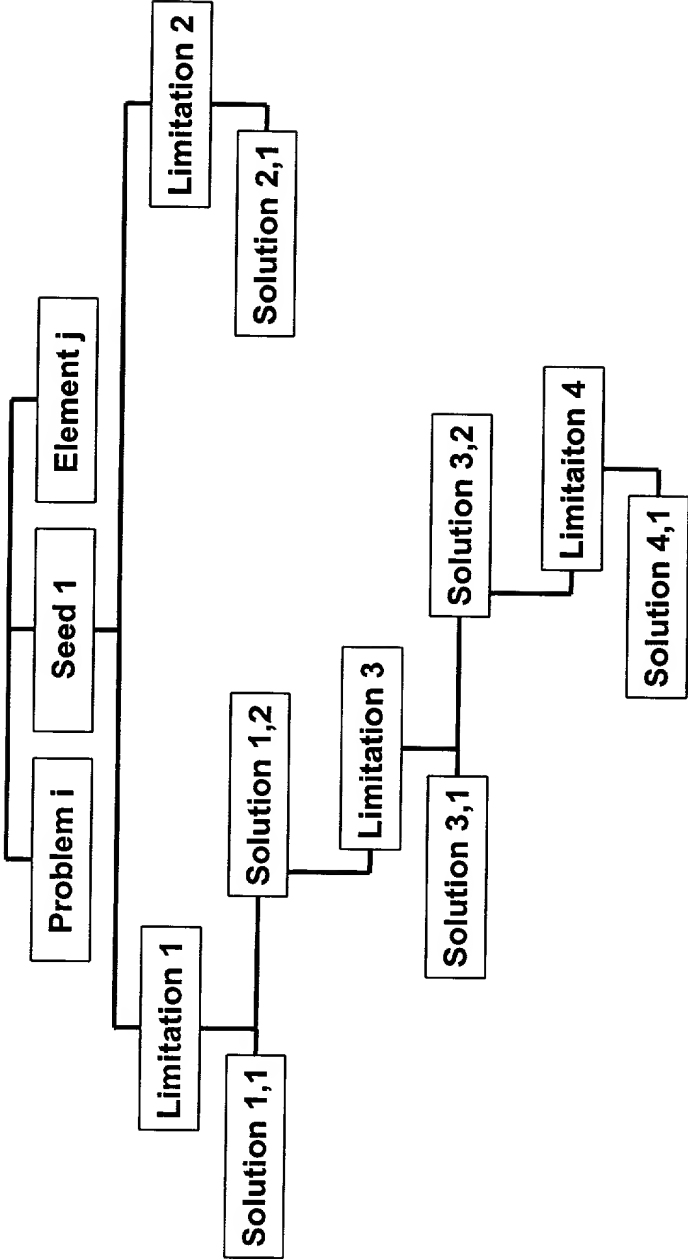 Problem i
Seed 1
Element j
Limitation 1
Limitation 2
Solution 1,1
Solution 1,2
Solution 2,1
Limitation 3
Solution 3,1
Solution 3,2
Limitaiton 4
Solution 4,1